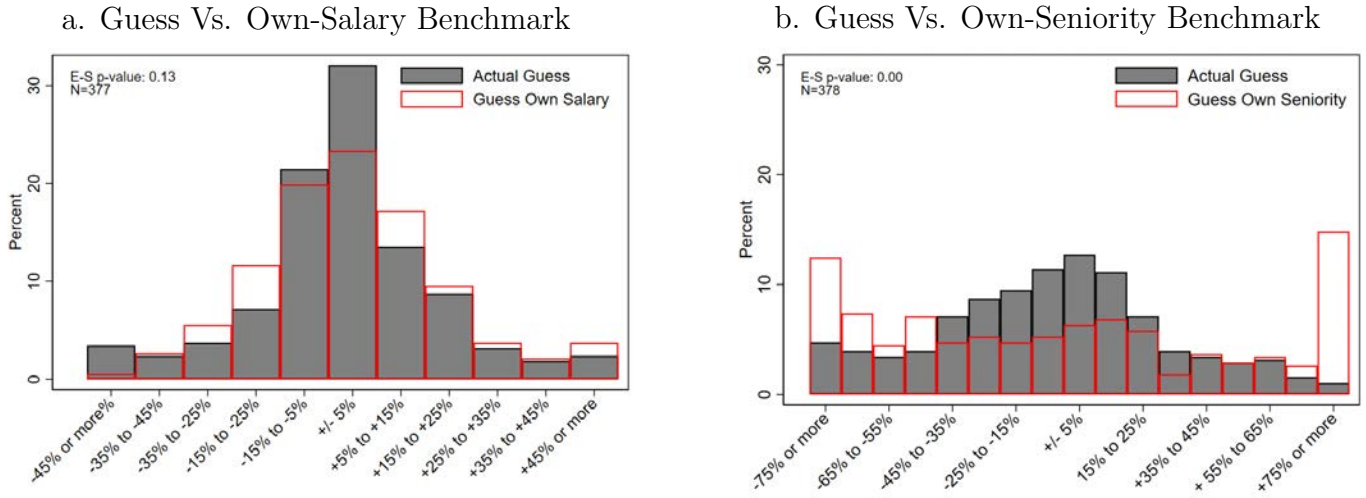 a. Guess Vs. Own-Salary Benchmark
E-S p-value: 0.13
N=377
Actual Guess
Guess Own Salary
Percent
30
20
10
0
-45% or more%
-35% to -45%
-35% to -25%
-15% to -25%
-15% to -5%
+/- 5%
+5% to +15%
+15% to +25%
+25% to +35%
+35% to +45%
+45% or more
b. Guess Vs. Own-Seniority Benchmark
E-S p-value: 0.00
N=378
Actual Guess
Guess Own Seniority
Percent
30
20
10
0
-75% or more
-65% to -55%
-45% to -35%
-25% to -15%
+/- 5%
15% to 25%
+35% to 45%
+ 55% to 65%
+75% or more